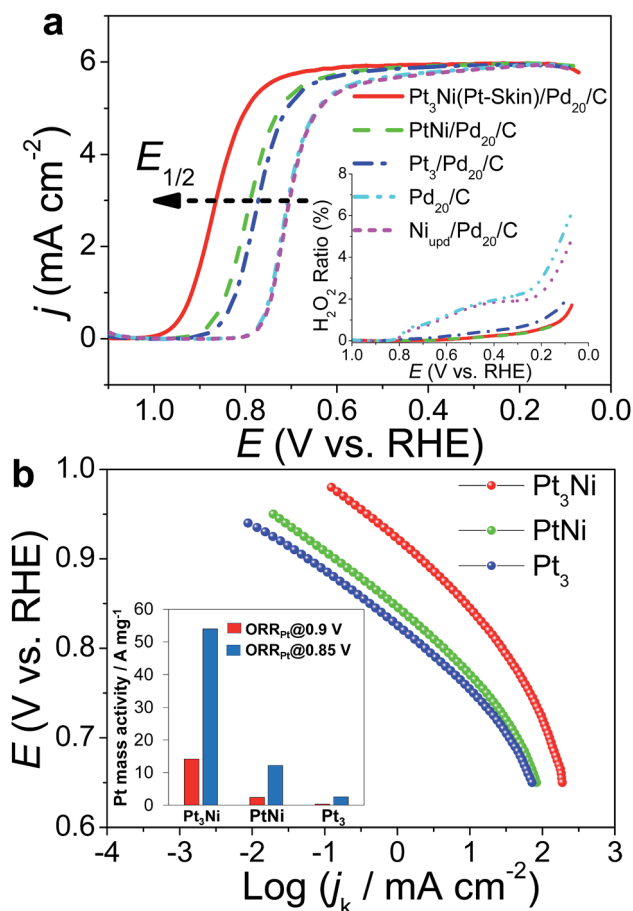 a
6
4
2
0
j (mA cm⁻²)
E₁/₂
Pt₃Ni(Pt-Skin)/Pd₂₀/C
PtNi/Pd₂₀/C
Pt₃/Pd₂₀/C
Pd₂₀/C
Niᵤₚd/Pd₂₀/C
8
6
4
2
0
H₂O₂ Ratio (%)
1.0 0.8 0.6 0.4 0.2 0.0
E (V vs. RHE)
1.0 0.8 0.6 0.4 0.2 0.0
E (V vs. RHE)
b
1.0
0.9
0.8
0.7
0.6
E (V vs. RHE)
Pt₃Ni
PtNi
Pt₃
60
50
40
30
20
10
0
Pt mass activity / A mg⁻¹
ORRPt@0.9 V
ORRPt@0.85 V
Pt₃Ni PtNi Pt₃
-4 -3 -2 -1 0 1 2 3
Log (jₖ / mA cm⁻²)